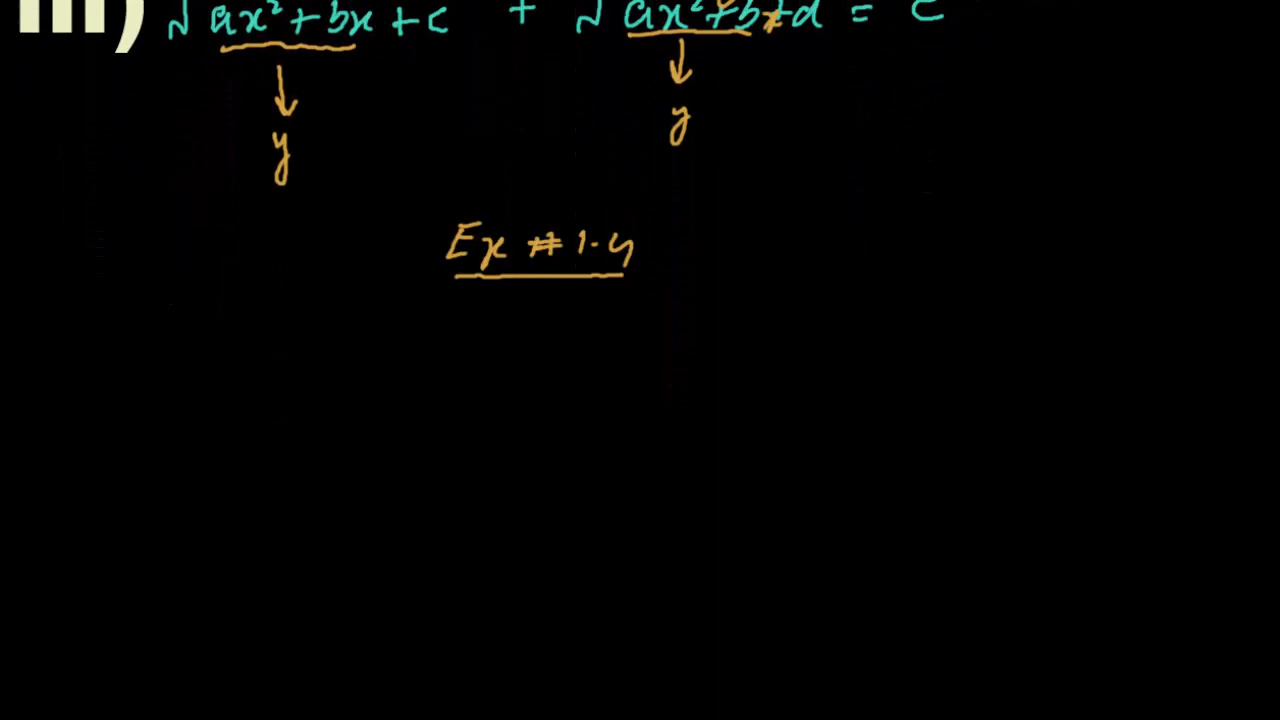 iii) √ax²+bx+c + √ax²+bx+d = e
y y
Ex # 1.4